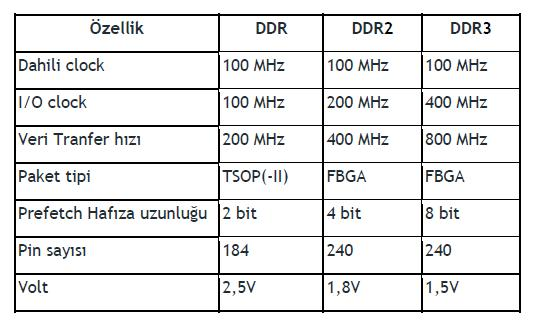 Özellik DDR DDR2 DDR3
Dahili clock 100 MHz 100 MHz 100 MHz
I/O clock 100 MHz 200 MHz 400 MHz
Veri Tranfer hızı 200 MHz 400 MHz 800 MHz
Paket tipi TSOP(-II) FBGA FBGA
Prefetch Hafıza uzunluğu 2 bit 4 bit 8 bit
Pin sayısı 184 240 240
Volt 2,5V 1,8V 1,5V